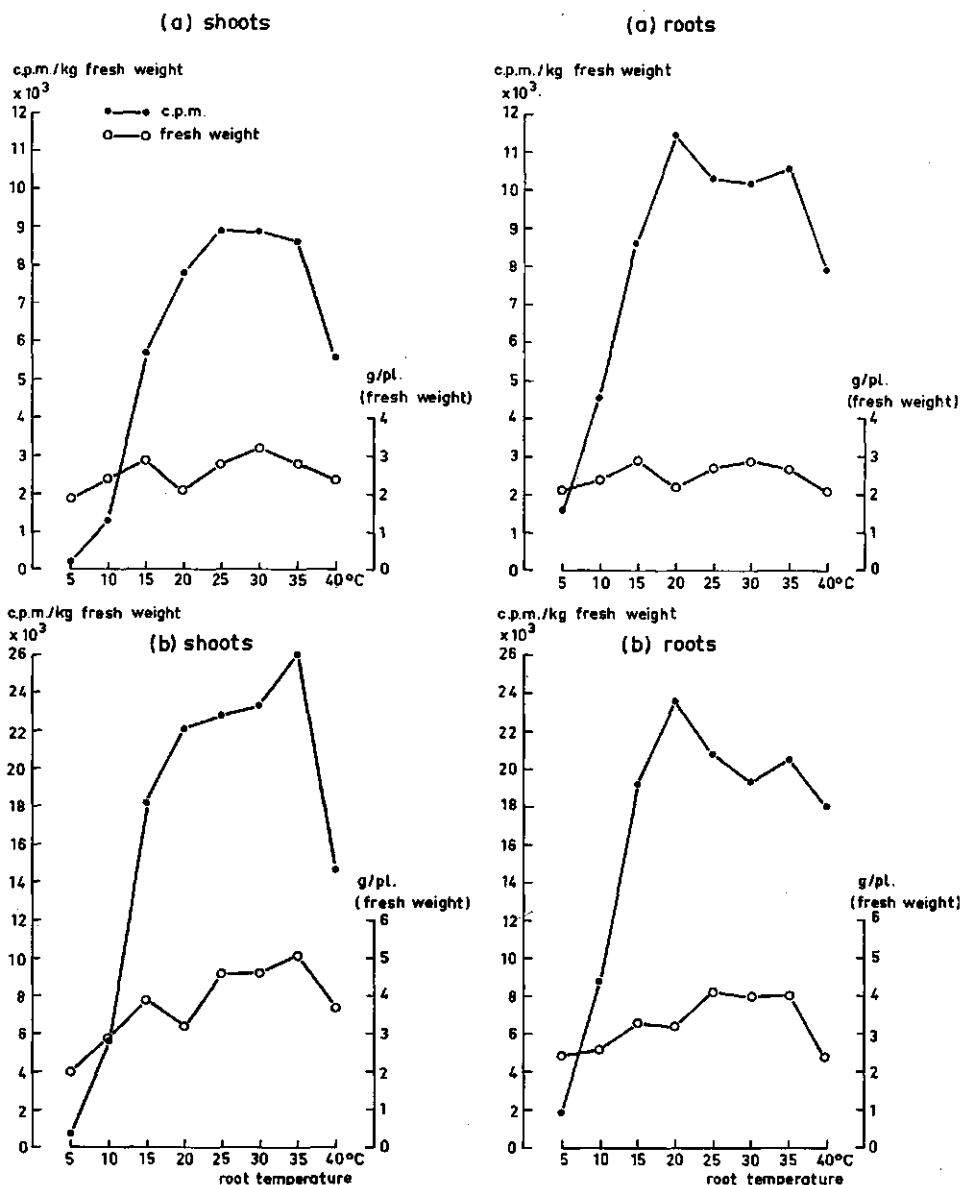 (a) shoots
c.p.m./kg fresh weight
x 10³
c.p.m.
fresh weight
12
11
10
9
8
7
6
5
4
3
2
1
0
g/pl.
(fresh weight)
4
3
2
1
0
5 10 15 20 25 30 35 40°C
(a) roots
c.p.m./kg fresh weight
x10³.
12
11
10
9
8
7
6
5
4
3
2
1
0
g/pl.
(fresh weight)
4
3
2
1
0
5 10 15 20 25 30 35 40°C
c.p.m./kg fresh weight
x 10³
(b) shoots
26
24
22
20
18
16
14
12
10
8
6
4
2
0
g/pl.
(fresh weight)
6
5
4
3
2
1
0
5 10 15 20 25 30 35 40°C
root temperature
c.p.m./kg fresh weight
x 10³
(b) roots
26
24
22
20
18
16
14
12
10
8
6
4
2
0
g/pl.
(fresh weight)
6
5
4
3
2
1
0
5 10 15 20 25 30 35 40°C
root temperature